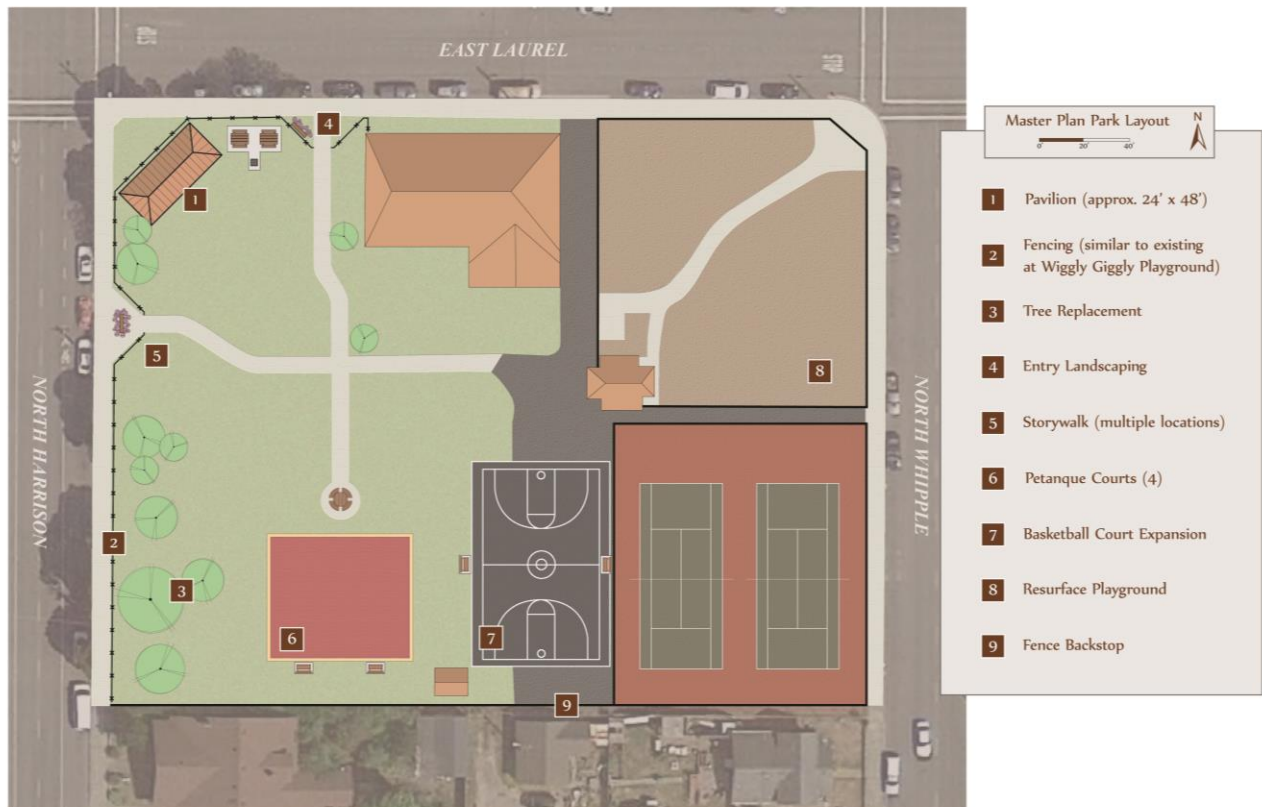 EAST LAUREL
STOP
STOP
NORTH HARRISON
NORTH WHIPPLE
4
1
5
8
2
3
6
7
9
Master Plan Park Layout
N
0' 20' 40'
1 Pavilion (approx. 24' x 48')
2 Fencing (similar to existing
at Wiggly Giggly Playground)
3 Tree Replacement
4 Entry Landscaping
5 Storywalk (multiple locations)
6 Petanque Courts (4)
7 Basketball Court Expansion
8 Resurface Playground
9 Fence Backstop